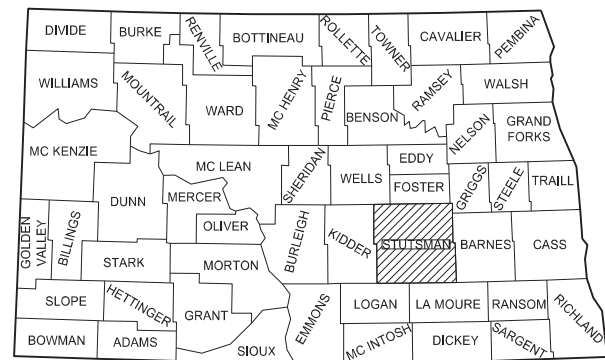 DIVIDE
BURKE
RENVILLE
BOTTINEAU
ROLLETTE
TOWNER
CAVALIER
PEMBINA
WILLIAMS
MOUNTRAIL
WARD
MC HENRY
PIERCE
BENSON
RAMSEY
WALSH
NELSON
GRAND
FORKS
MC KENZIE
DUNN
MC LEAN
MERCER
OLIVER
SHERIDAN
WELLS
EDDY
FOSTER
GRIGGS
STEELE
TRAILL
GOLDEN
VALLEY
BILLINGS
STARK
MORTON
BURLEIGH
KIDDER
STUTSMAN
BARNES
CASS
SLOPE
HETTINGER
GRANT
EMMONS
LOGAN
LA MOURE
RANSOM
RICHLAND
BOWMAN
ADAMS
SIOUX
MC INTOSH
DICKEY
SARGENT